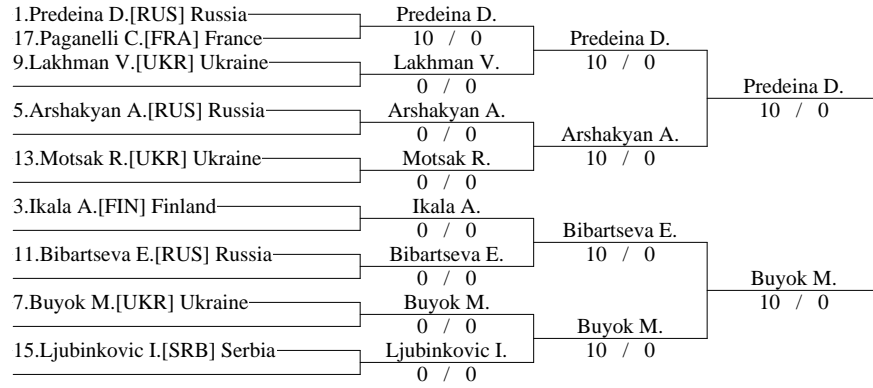 1.Predeina D.[RUS] Russia
17.Paganelli C.[FRA] France
9.Lakhman V.[UKR] Ukraine
5.Arshakyan A.[RUS] Russia
13.Motsak R.[UKR] Ukraine
3.Ikala A.[FIN] Finland
11.Bibartseva E.[RUS] Russia
7.Buyok M.[UKR] Ukraine
15.Ljubinkovic I.[SRB] Serbia
Predeina D.
10 / 0
Lakhman V.
0 / 0
Arshakyan A.
0 / 0
Motsak R.
0 / 0
Ikala A.
0 / 0
Bibartseva E.
0 / 0
Buyok M.
0 / 0
Ljubinkovic I.
0 / 0
Predeina D.
10 / 0
Arshakyan A.
10 / 0
Bibartseva E.
10 / 0
Buyok M.
10 / 0
Predeina D.
10 / 0
Buyok M.
10 / 0